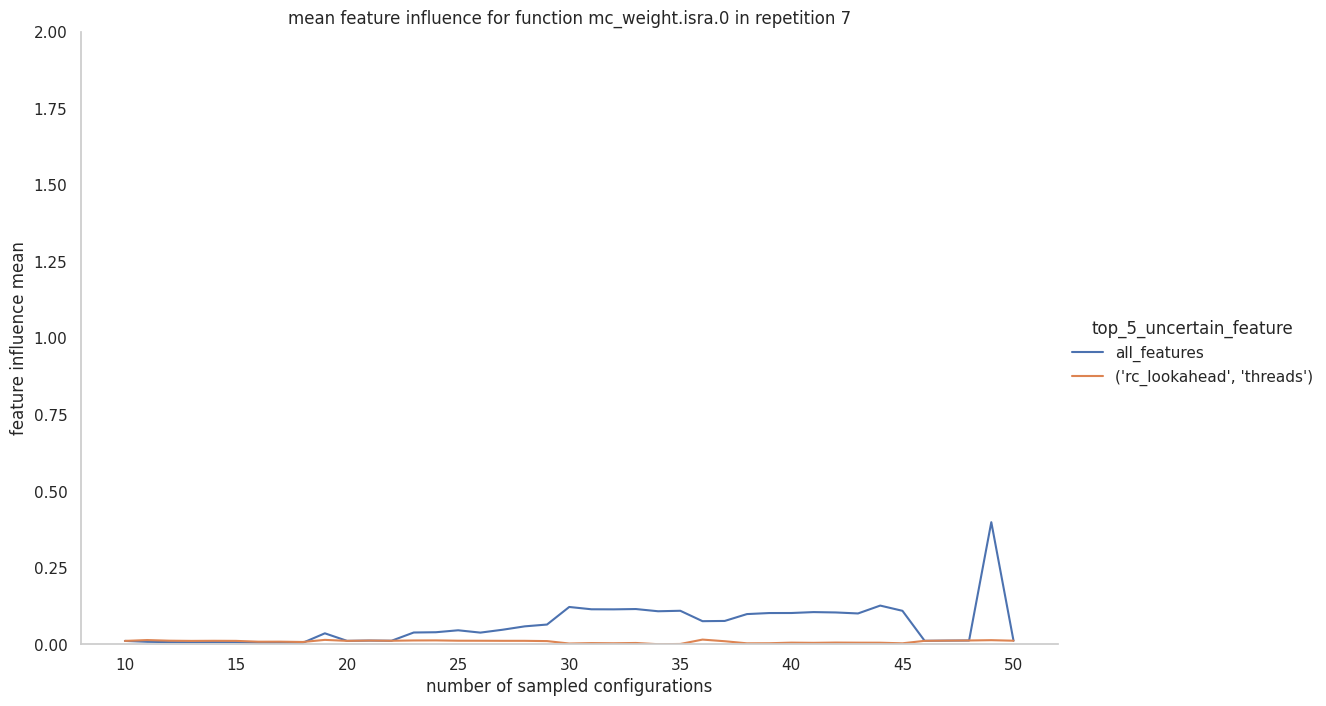 mean feature influence for function mc_weight.isra.0 in repetition 7
2.00
1.75
1.50
1.25
1.00
0.75
0.50
0.25
0.00
feature influence mean
10 15 20 25 30 35 40 45 50
number of sampled configurations
top_5_uncertain_feature
all_features
('rc_lookahead', 'threads')